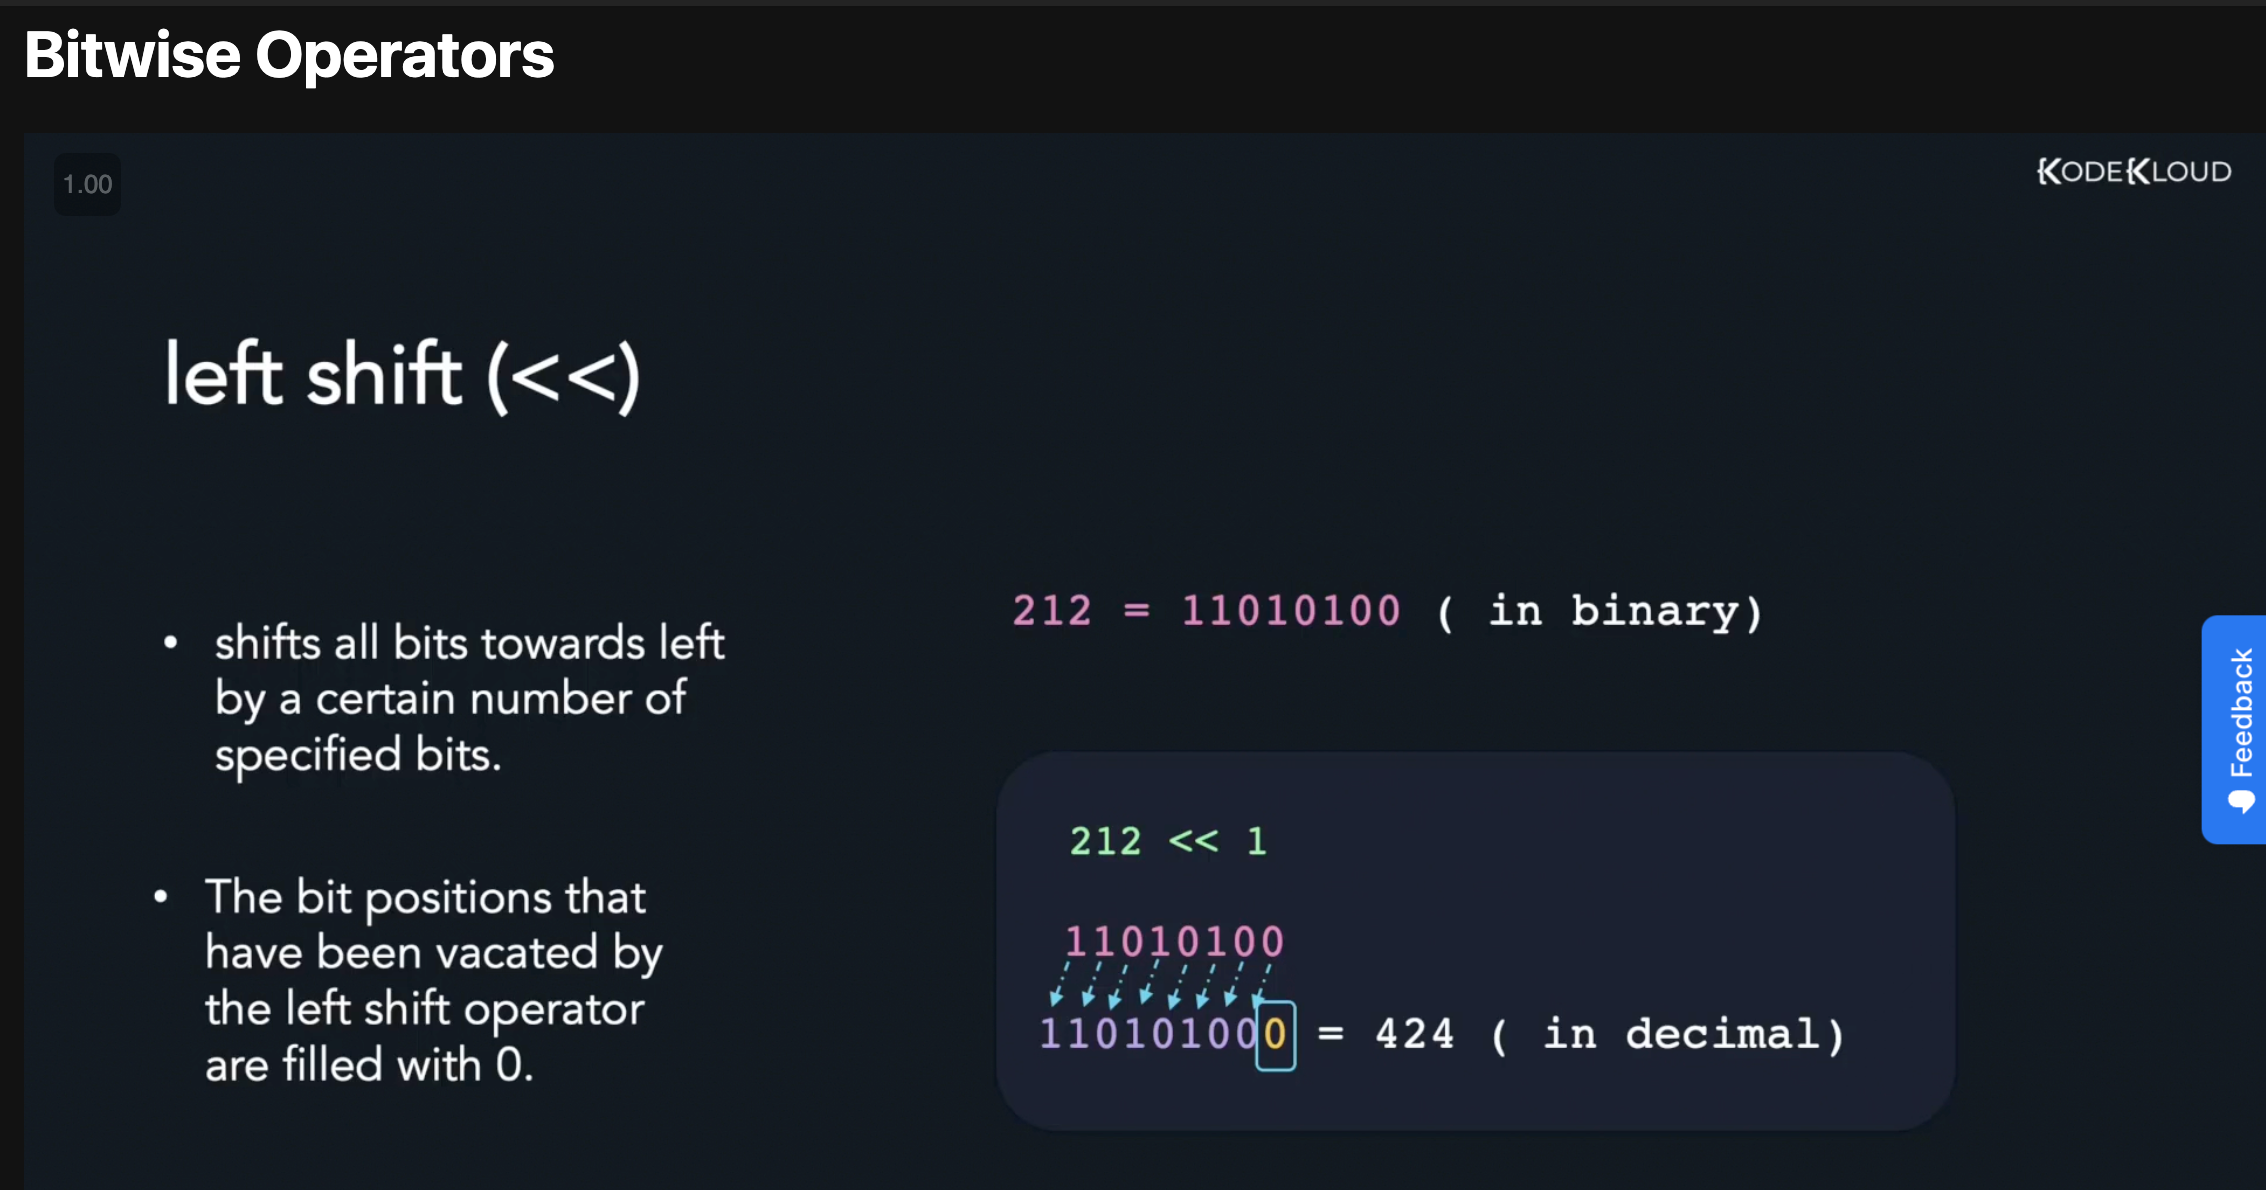 Bitwise Operators
1.00
KODEKLOUD
left shift (<<)
• shifts all bits towards left
by a certain number of
specified bits.
• The bit positions that
have been vacated by
the left shift operator
are filled with 0.
212 = 11010100 ( in binary)
212 << 1
11010100
110101000 = 424 ( in decimal)
Feedback